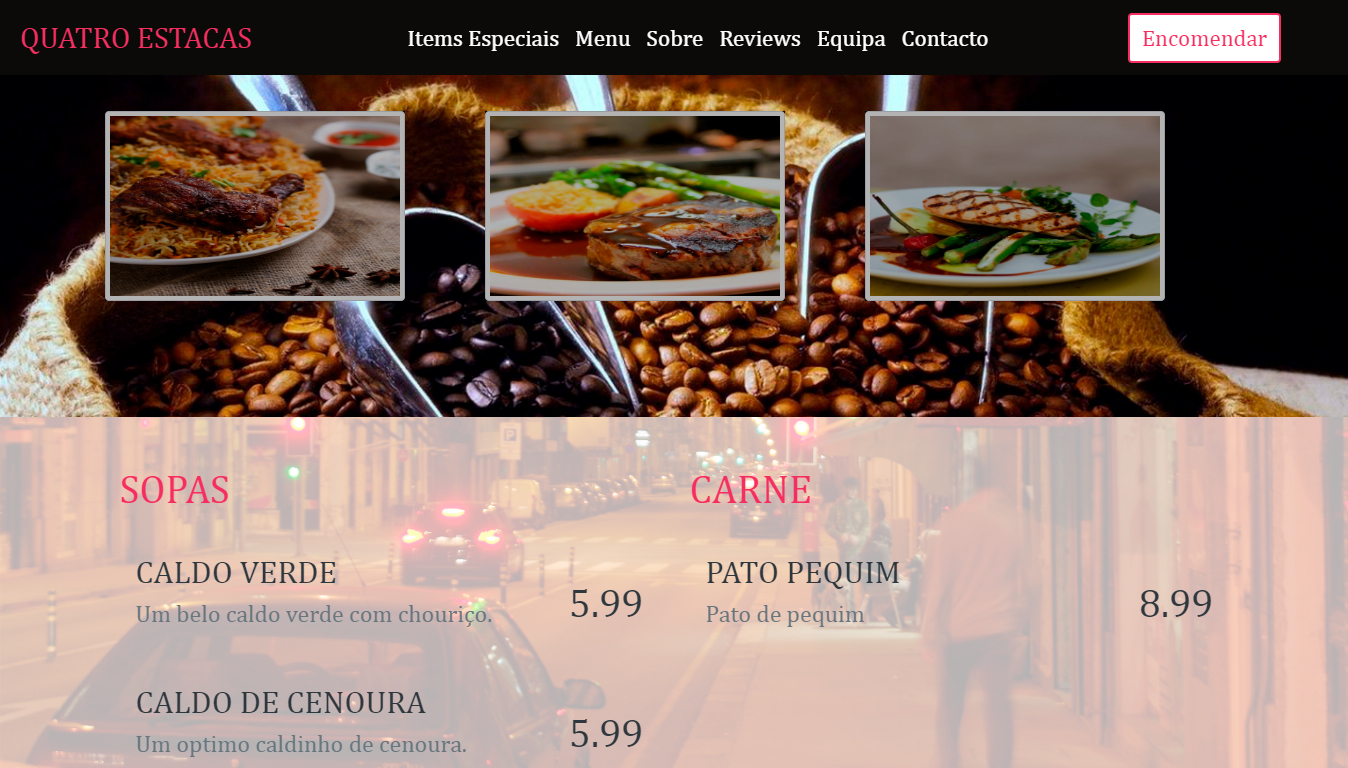 QUATRO ESTACAS
Items Especiais Menu Sobre Reviews Equipa Contacto
Encomendar
P
SOPAS
CALDO VERDE
Um belo caldo verde com chouriço.
5.99
CALDO DE CENOURA
Um optimo caldinho de cenoura.
5.99
CARNE
PATO PEQUIM
Pato de pequim
8.99